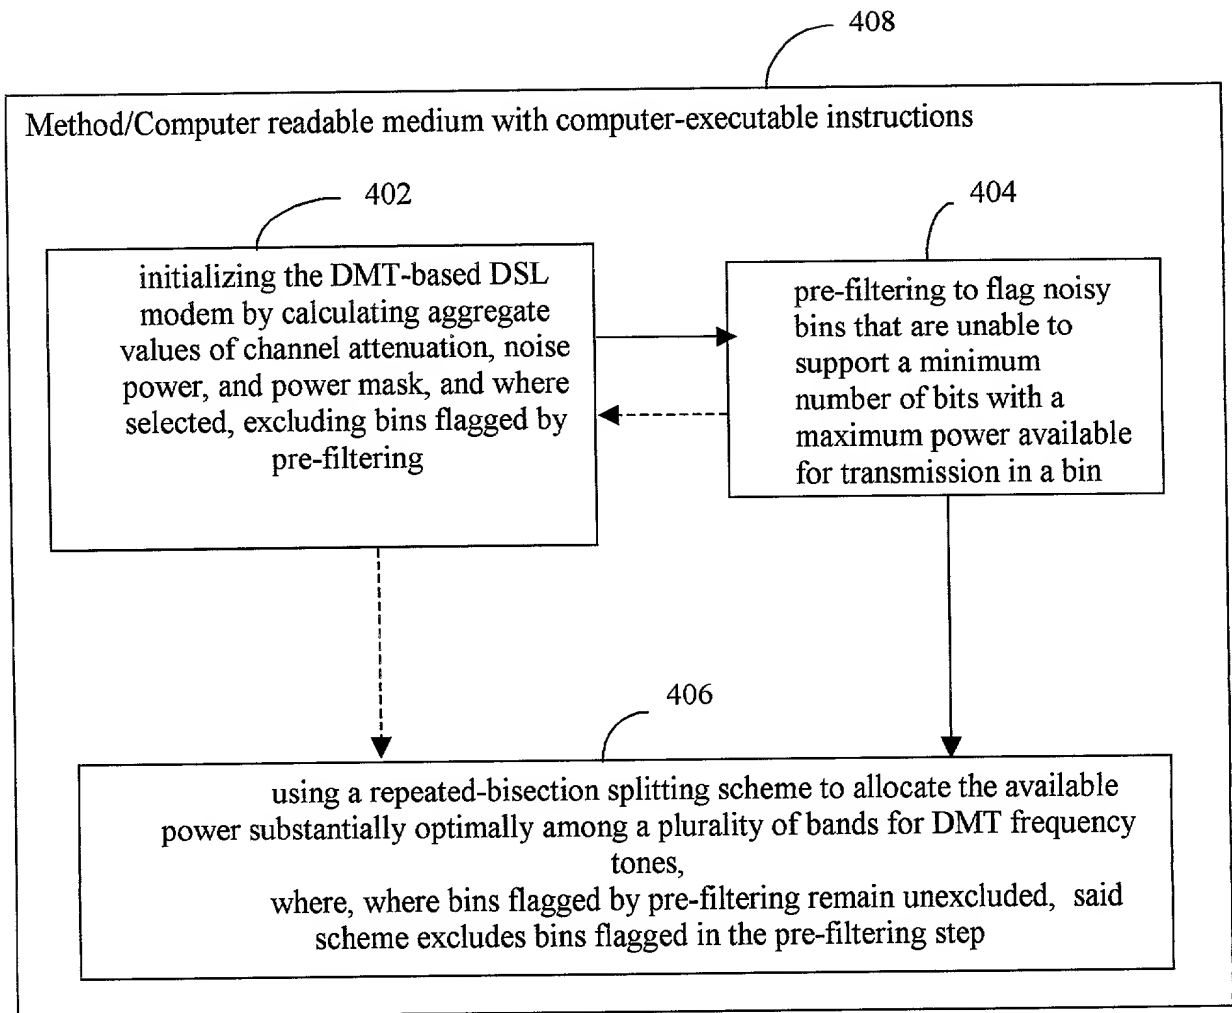 408
Method/Computer readable medium with computer-executable instructions
402
404
initializing the DMT-based DSL
modem by calculating aggregate
values of channel attenuation, noise
power, and power mask, and where
selected, excluding bins flagged by
pre-filtering
pre-filtering to flag noisy
bins that are unable to
support a minimum
number of bits with a
maximum power available
for transmission in a bin
406
using a repeated-bisection splitting scheme to allocate the available
power substantially optimally among a plurality of bands for DMT frequency
tones,
where, where bins flagged by pre-filtering remain unexcluded, said
scheme excludes bins flagged in the pre-filtering step